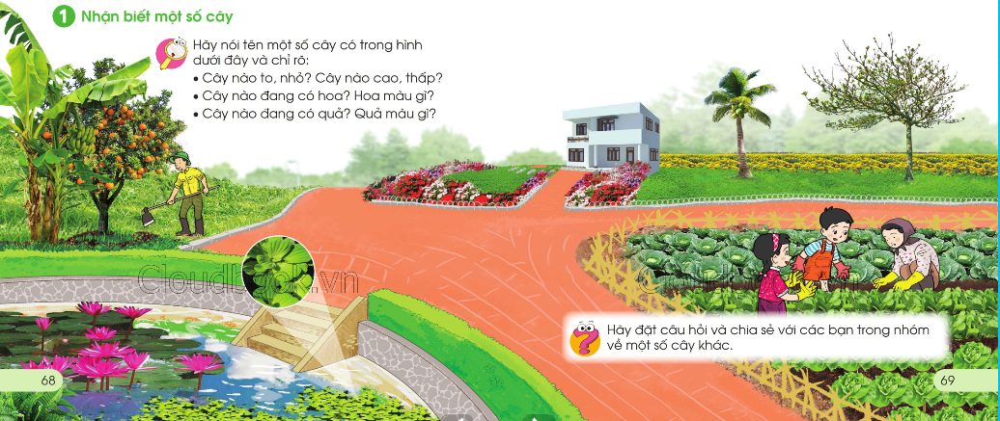 1 Nhận biết một số cây
Hãy nói tên một số cây có trong hình
dưới đây và chỉ rõ:
• Cây nào to, nhỏ? Cây nào cao, thấp?
• Cây nào đang có hoa? Hoa màu gì?
• Cây nào đang có quả? Quả màu gì?
Hãy đặt câu hỏi và chia sẻ với các bạn trong nhóm
về một số cây khác.
68
69